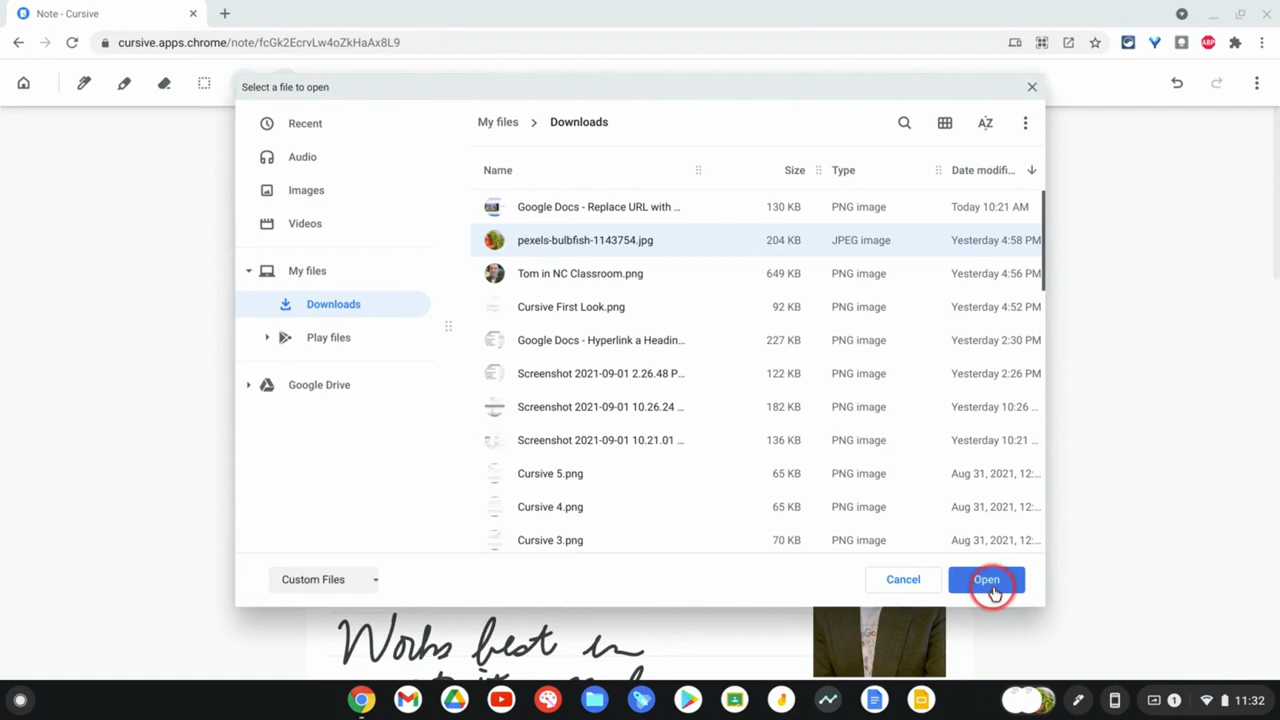 Note - Cursive
cursive.apps.chrome/note/fcGk2EcrvLw4oZkHaAx8L9
ABP
Select a file to open
Recent
Audio
Images
Videos
My files
Downloads
Play files
Google Drive
My files > Downloads
AZ
Name Size Type Date modifi...
Google Docs - Replace URL with ... 130 KB PNG image Today 10:21 AM
pexels-bulbfish-1143754.jpg 204 KB JPEG image Yesterday 4:58 PM
Tom in NC Classroom.png 649 KB PNG image Yesterday 4:56 PM
Cursive First Look.png 92 KB PNG image Yesterday 4:52 PM
Google Docs - Hyperlink a Headin... 227 KB PNG image Yesterday 2:30 PM
Screenshot 2021-09-01 2.26.48 P... 122 KB PNG image Yesterday 2:26 PM
Screenshot 2021-09-01 10.26.24 ... 182 KB PNG image Yesterday 10:26 ...
Screenshot 2021-09-01 10.21.01 ... 136 KB PNG image Yesterday 10:21 ...
Cursive 5.png 65 KB PNG image Aug 31, 2021, 12:...
Cursive 4.png 65 KB PNG image Aug 31, 2021, 12:...
Cursive 3.png 70 KB PNG image Aug 31, 2021, 12:...
Custom Files
Cancel
Open
Works best in
1
11:32